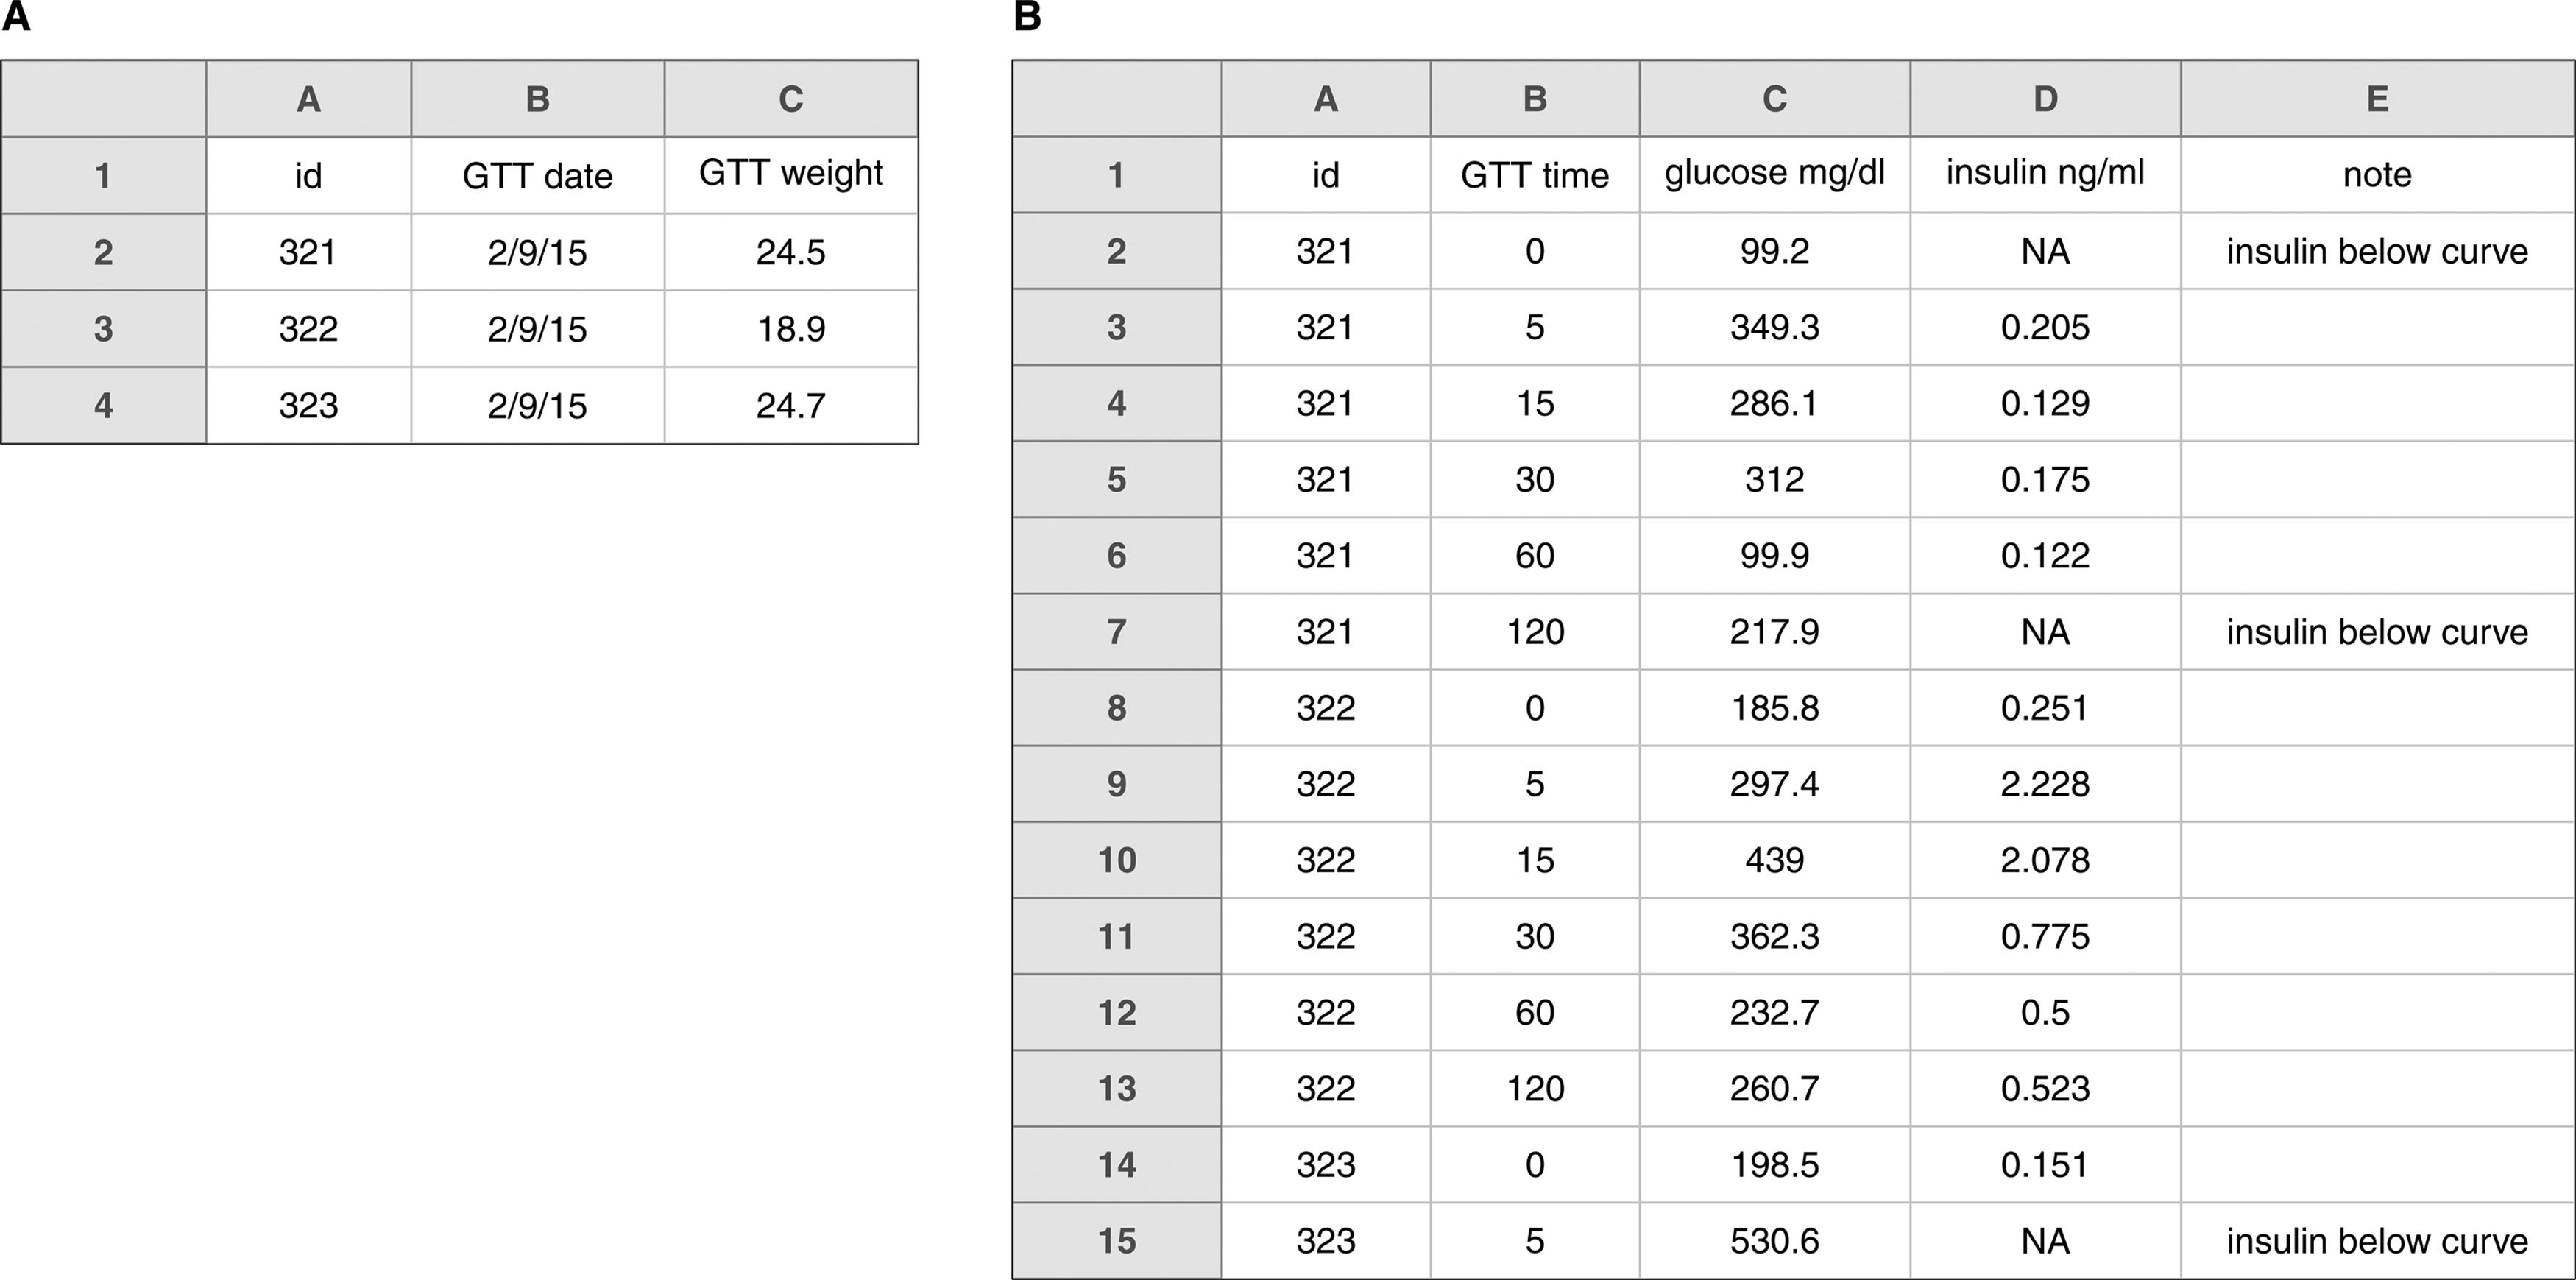 A
A B C
1 id GTT date GTT weight
2 321 2/9/15 24.5
3 322 2/9/15 18.9
4 323 2/9/15 24.7
B
A B C D E
1 id GTT time glucose mg/dl insulin ng/ml note
2 321 0 99.2 NA insulin below curve
3 321 5 349.3 0.205
4 321 15 286.1 0.129
5 321 30 312 0.175
6 321 60 99.9 0.122
7 321 120 217.9 NA insulin below curve
8 322 0 185.8 0.251
9 322 5 297.4 2.228
10 322 15 439 2.078
11 322 30 362.3 0.775
12 322 60 232.7 0.5
13 322 120 260.7 0.523
14 323 0 198.5 0.151
15 323 5 530.6 NA insulin below curve